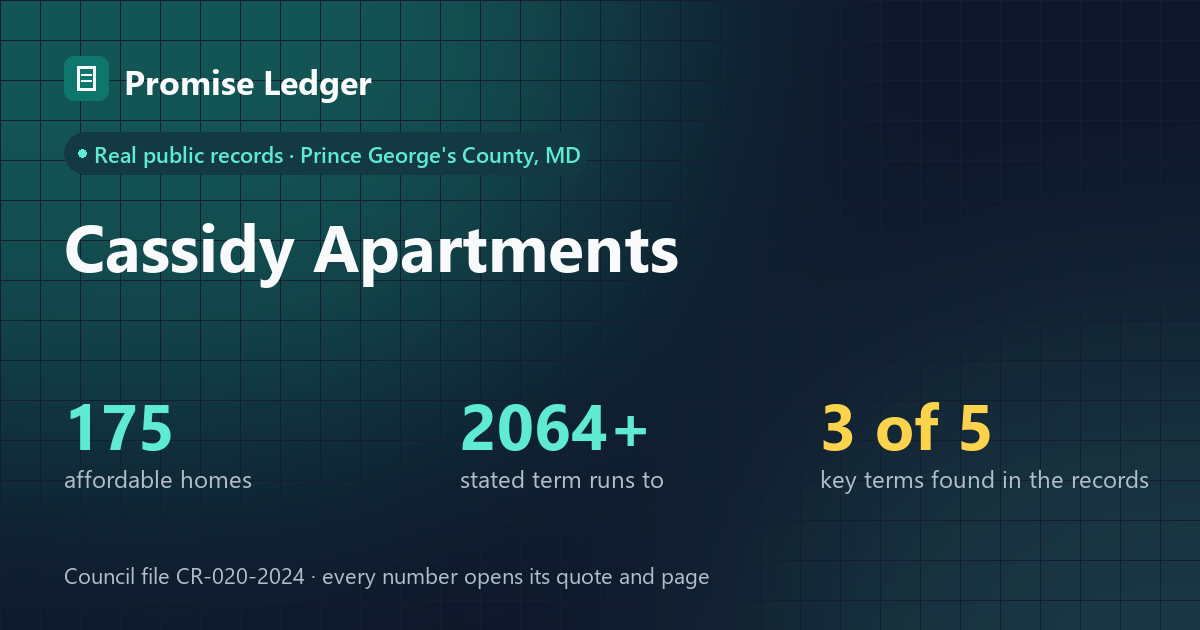 Promise Ledger
Real public records · Prince George's County, MD
Cassidy Apartments
175
affordable homes
2064+
stated term runs to
3 of 5
key terms found in the records
Council file CR-020-2024 · every number opens its quote and page